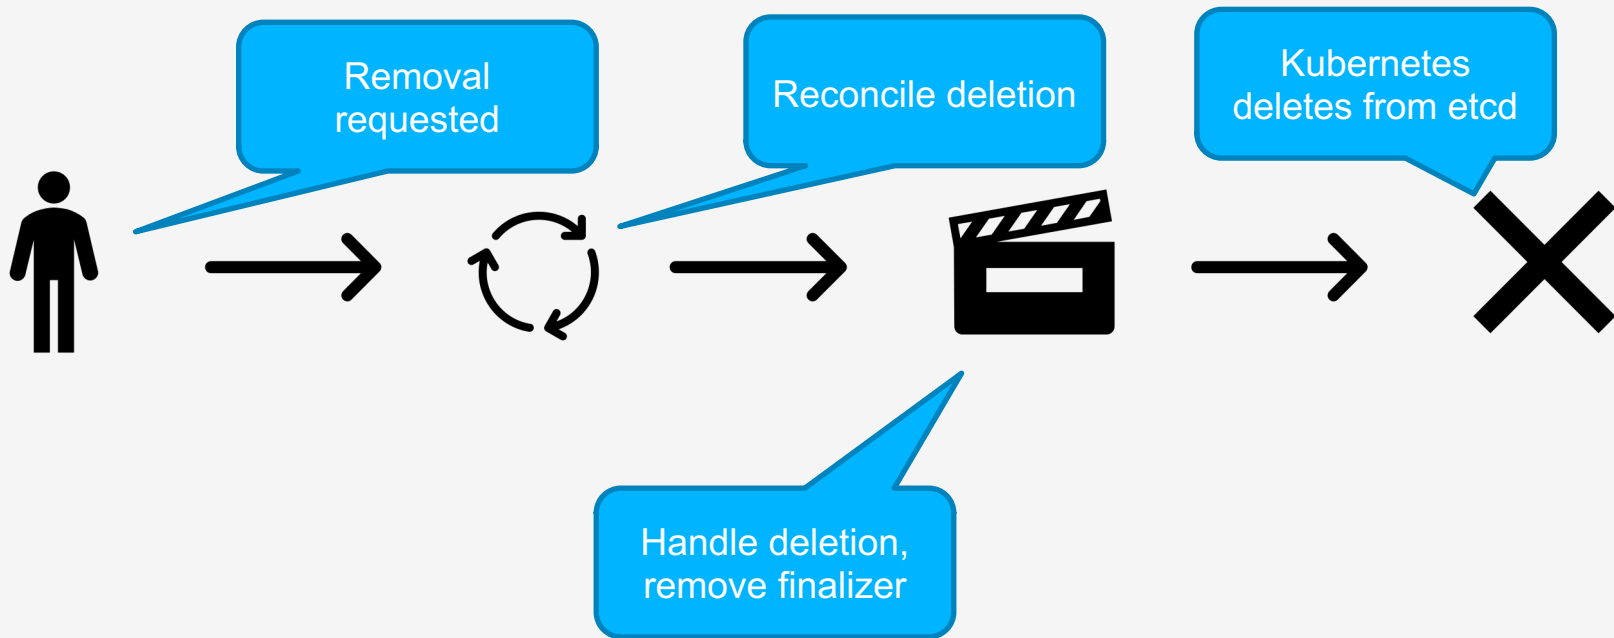 Removal
requested
Reconcile deletion
Kubernetes
deletes from etcd
Handle deletion,
remove finalizer